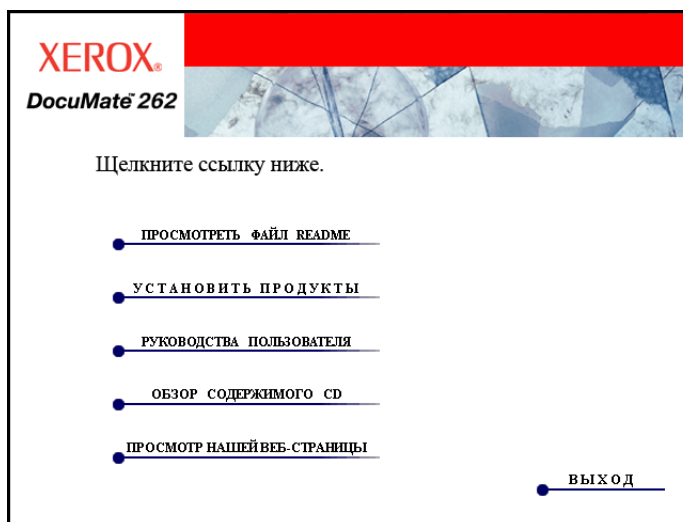 XEROX®
DocuMate™ 262
Щелкните ссылку ниже.
ПРОСМОТРЕТЬ ФАЙЛ README
УСТАНОВИТЬ ПРОДУКТЫ
РУКОВОДСТВА ПОЛЬЗОВАТЕЛЯ
ОБЗОР СОДЕРЖИМОГО CD
ПРОСМОТР НАШЕЙ ВЕБ-СТРАНИЦЫ
ВЫХОД